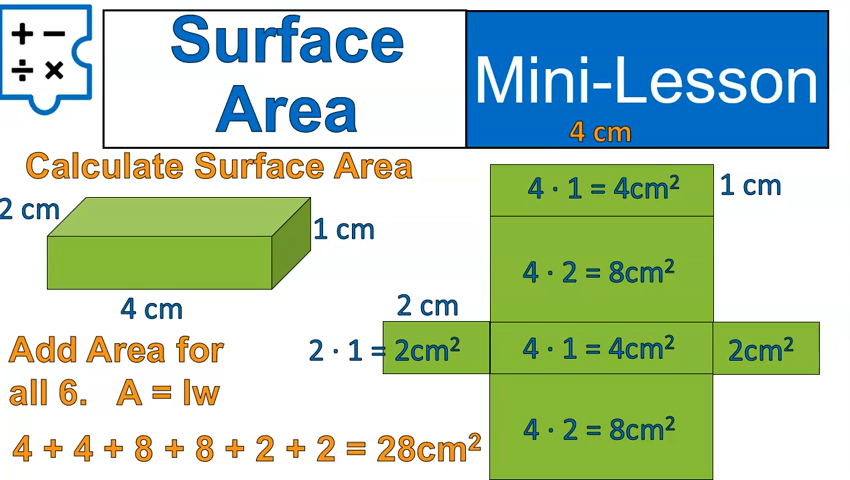 + −
÷ ×
Surface
Area
Mini-Lesson
4 cm
Calculate Surface Area
2 cm
1 cm
4 cm
4 · 1 = 4cm²
1 cm
4 · 2 = 8cm²
2 cm
2 · 1 = 2cm²
4 · 1 = 4cm²
2cm²
4 · 2 = 8cm²
Add Area for
all 6. A = lw
4 + 4 + 8 + 8 + 2 + 2 = 28cm²